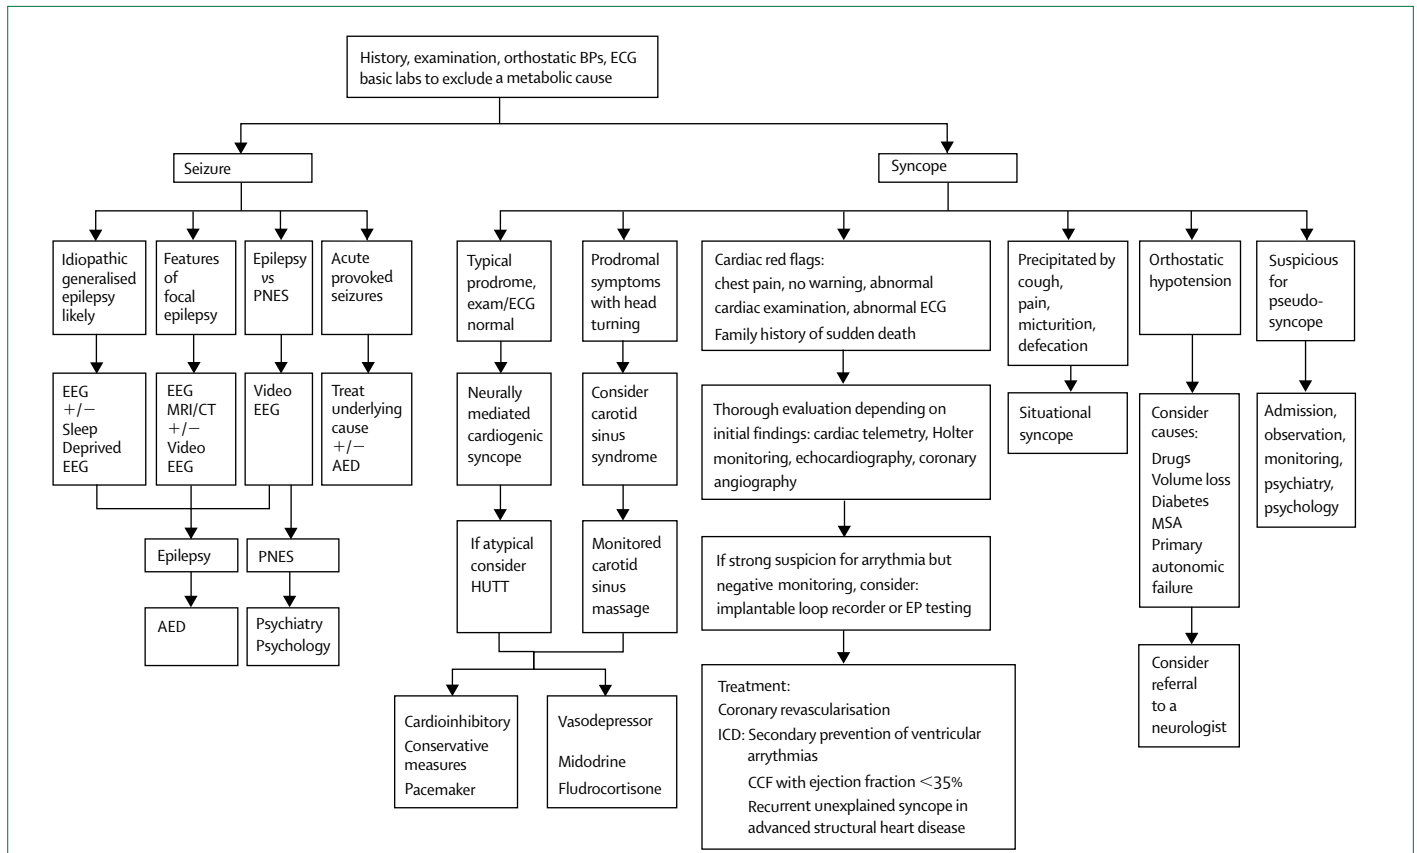 History, examination, orthostatic BPs, ECG
basic labs to exclude a metabolic cause
Seizure
Syncope
Idiopathic
generalised
epilepsy
likely
Features
of
focal
epilepsy
Epilepsy
vs
PNES
Acute
provoked
seizures
Typical
prodrome,
exam/ECG
normal
Prodromal
symptoms
with head
turning
Cardiac red flags:
chest pain, no warning, abnormal
cardiac examination, abnormal ECG
Family history of sudden death
Precipitated by
cough,
pain,
micturition,
defecation
Orthostatic
hypotension
Suspicious
for
pseudo-
syncope
EEG
+/−
Sleep
Deprived
EEG
EEG
MRI/CT
+/−
Video
EEG
Video
EEG
Treat
underlying
cause
+/−
AED
Neurally
mediated
cardiogenic
syncope
Consider
carotid
sinus
syndrome
Thorough evaluation depending on
initial findings: cardiac telemetry, Holter
monitoring, echocardiography, coronary
angiography
Situational
syncope
Consider
causes:
Drugs
Volume loss
Diabetes
MSA
Primary
autonomic
failure
Admission,
observation,
monitoring,
psychiatry,
psychology
Epilepsy
PNES
If atypical
consider
HUTT
Monitored
carotid
sinus
massage
If strong suspicion for arrythmia but
negative monitoring, consider:
implantable loop recorder or EP testing
AED
Psychiatry
Psychology
Consider
referral
to a
neurologist
Cardioinhibitory
Conservative
measures
Pacemaker
Vasodepressor
Midodrine
Fludrocortisone
Treatment:
Coronary revascularisation
ICD: Secondary prevention of ventricular
arrythmias
CCF with ejection fraction <35%
Recurrent unexplained syncope in
advanced structural heart disease